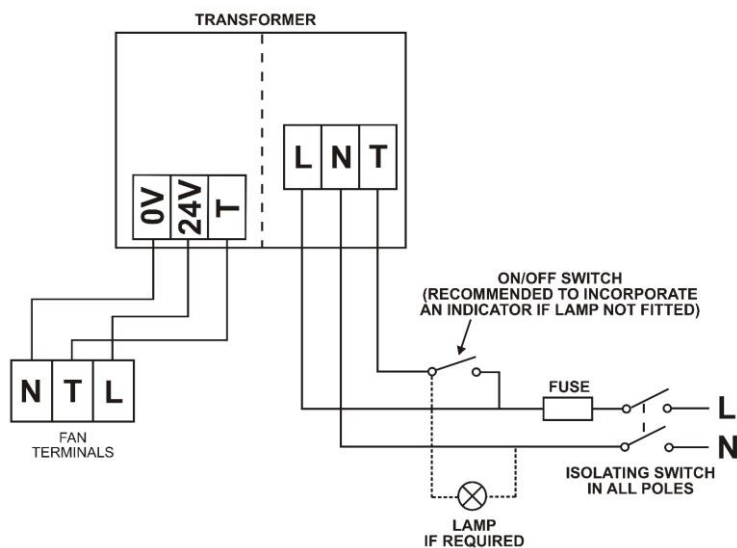 TRANSFORMER
L N T
0V 24V T
ON/OFF SWITCH
(RECOMMENDED TO INCORPORATE
AN INDICATOR IF LAMP NOT FITTED)
N T L
FAN
TERMINALS
FUSE
L
N
ISOLATING SWITCH
IN ALL POLES
LAMP
IF REQUIRED